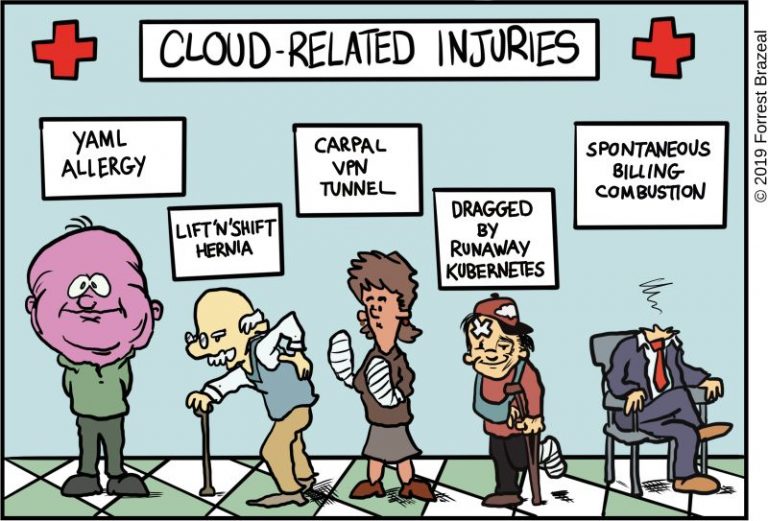 CLOUD-RELATED INJURIES
YAML
ALLERGY
LIFT'N'SHIFT
HERNIA
CARPAL
VPN
TUNNEL
DRAGGED
BY
RUNAWAY
KUBERNETES
SPONTANEOUS
BILLING
COMBUSTION
© 2019 Forrest Brazeal